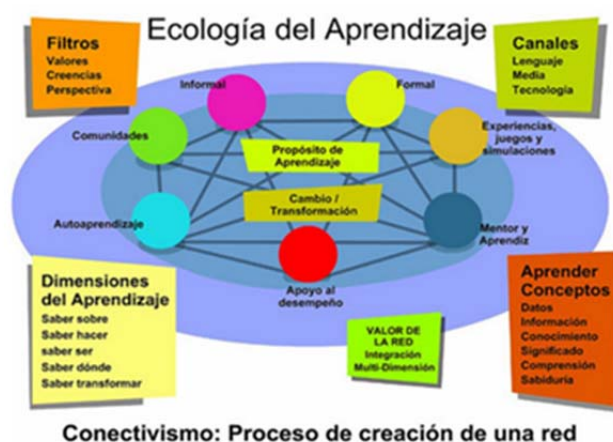 Ecología del Aprendizaje
Filtros
Valores
Creencias
Perspectiva
Canales
Lenguaje
Media
Tecnología
Informal
Formal
Comunidades
Experiencias,
juegos y
simulaciones
Propósito de
Aprendizaje
Cambio /
Transformación
Autoaprendizaje
Mentor y
Aprendiz
Apoyo al
desempeño
Dimensiones
del Aprendizaje
Saber sobre
Saber hacer
saber ser
Saber dónde
Saber transformar
VALOR DE
LA RED
Integración
Multi-Dimensión
Aprender
Conceptos
Datos
Información
Conocimiento
Significado
Comprensión
Sabiduría
Conectivismo: Proceso de creación de una red